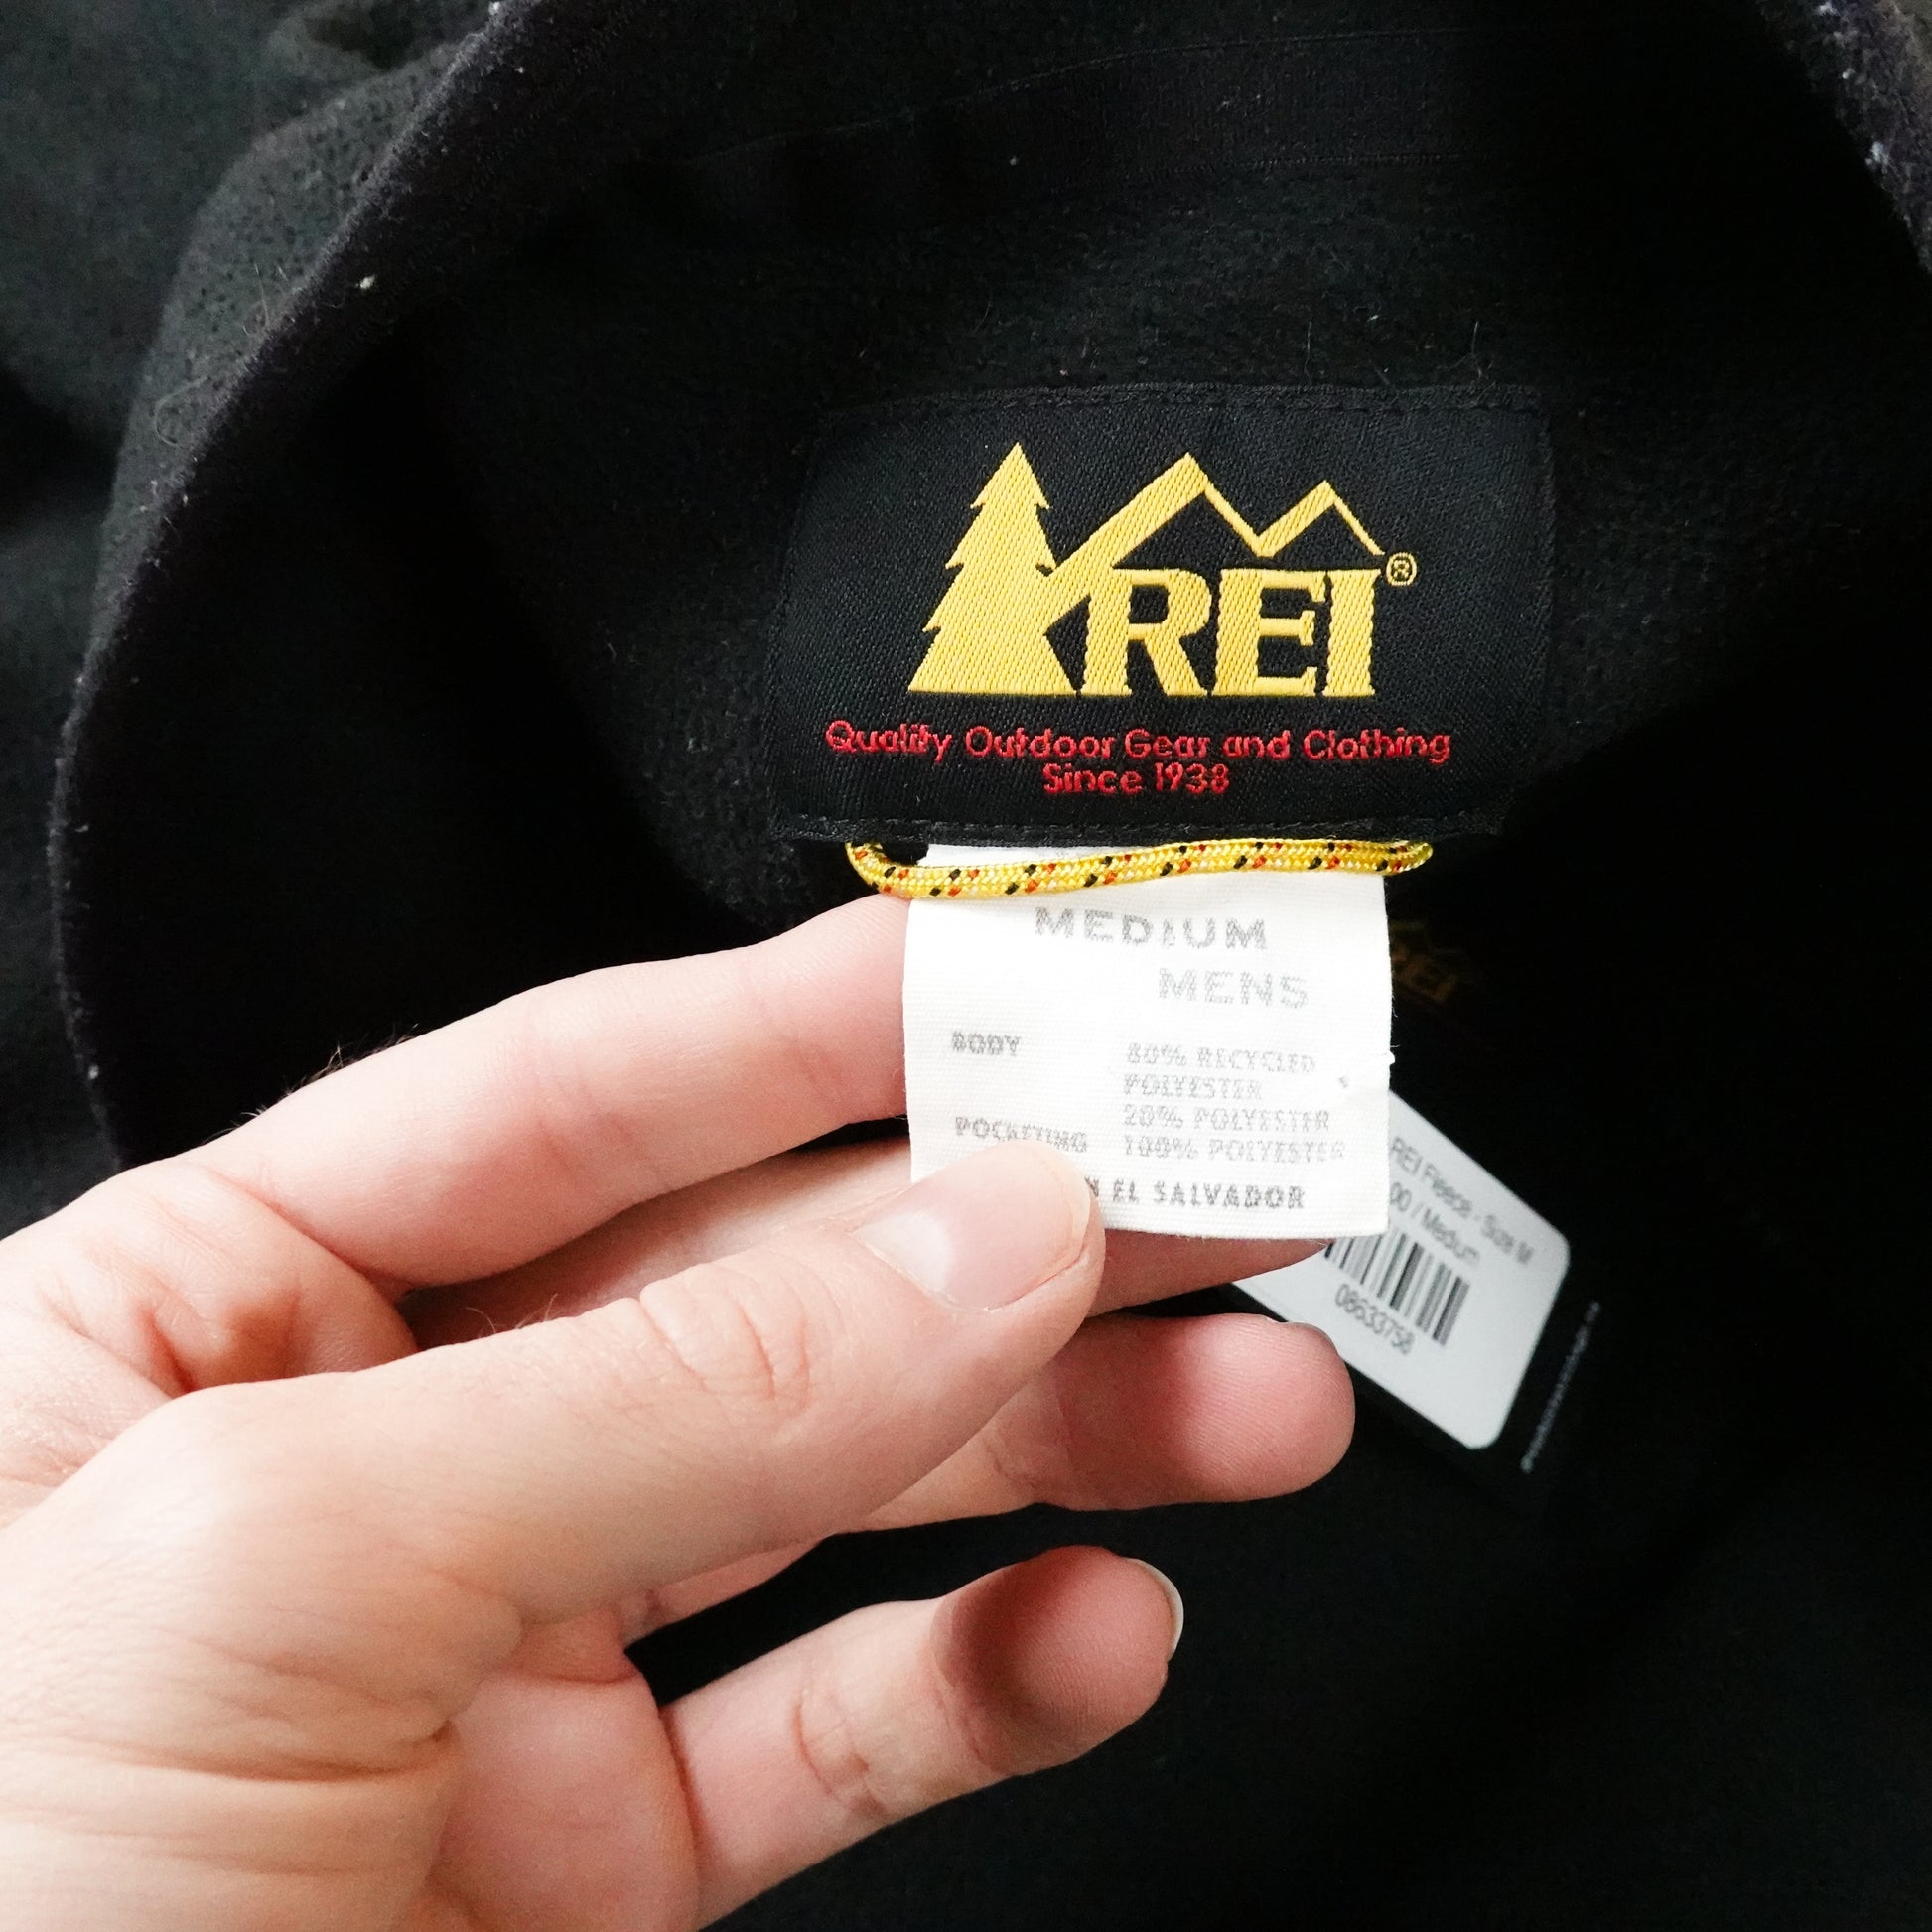 REI®
Quality Outdoor Gear and Clothing
Since 1938
MEDIUM
MENS
BODY 80% RECYCLED
POLYESTER
20% POLYESTER
POCKETING 100% POLYESTER
EL SALVADOR
REI Fleece - Size M
00 / Medium
08633758